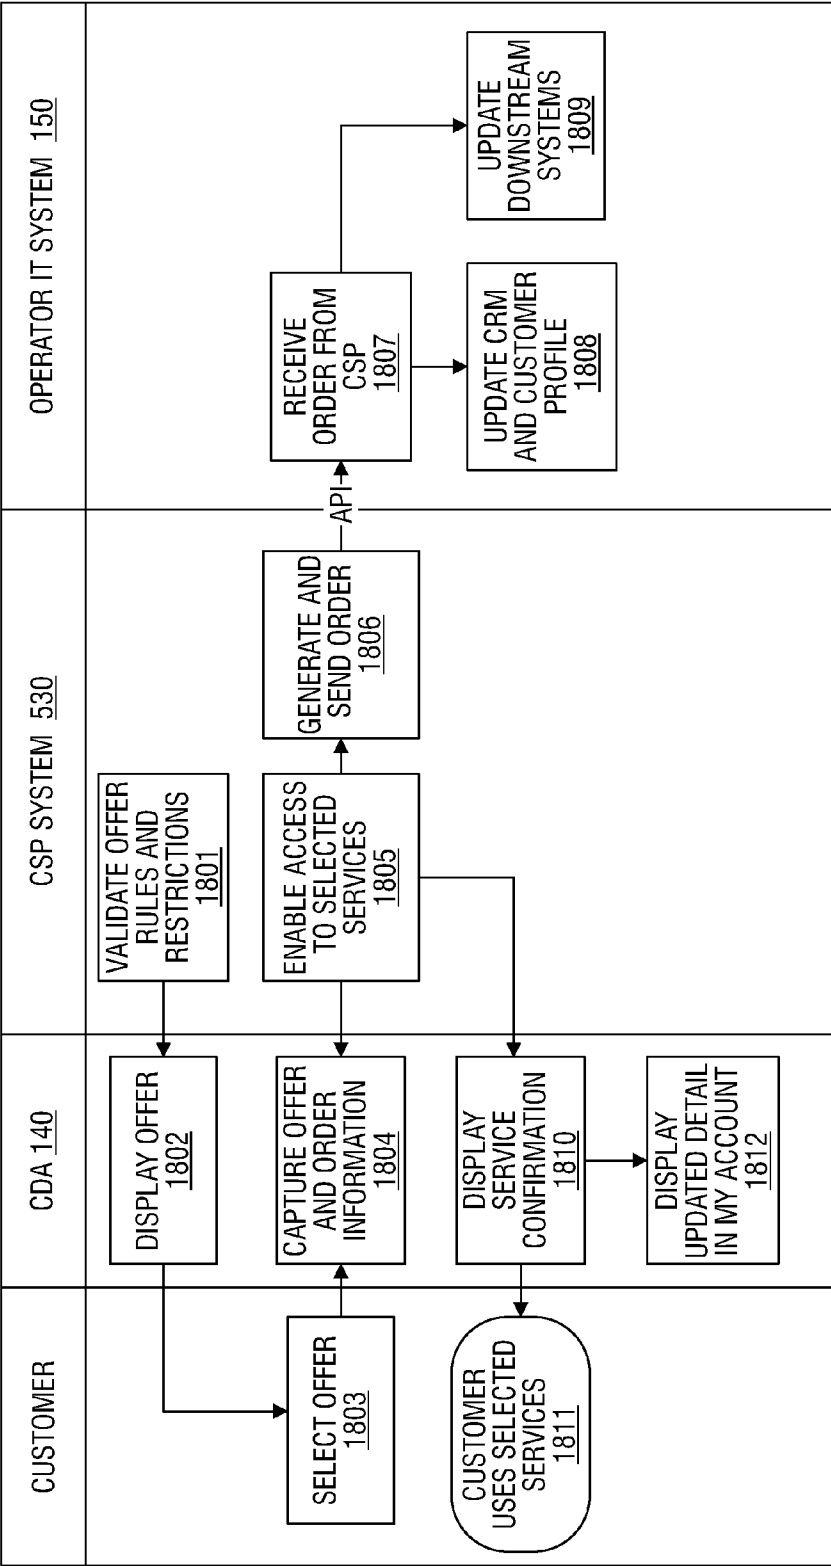 CUSTOMER
CDA 140
CSP SYSTEM 530
OPERATOR IT SYSTEM 150
VALIDATE OFFER
RULES AND
RESTRICTIONS
1801
DISPLAY OFFER
1802
SELECT OFFER
1803
CAPTURE OFFER
AND ORDER
INFORMATION
1804
ENABLE ACCESS
TO SELECTED
SERVICES
1805
GENERATE AND
SEND ORDER
1806
API
RECEIVE
ORDER FROM
CSP
1807
UPDATE CRM
AND CUSTOMER
PROFILE
1808
UPDATE
DOWNSTREAM
SYSTEMS
1809
DISPLAY
SERVICE
CONFIRMATION
1810
CUSTOMER
USES SELECTED
SERVICES
1811
DISPLAY
UPDATED DETAIL
IN MY ACCOUNT
1812